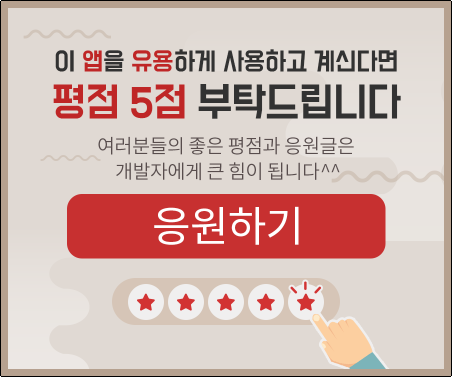 이 앱을 유용하게 사용하고 계신다면
평점 5점 부탁드립니다
여러분들의 좋은 평점과 응원글은
개발자에게 큰 힘이 됩니다^^
응원하기